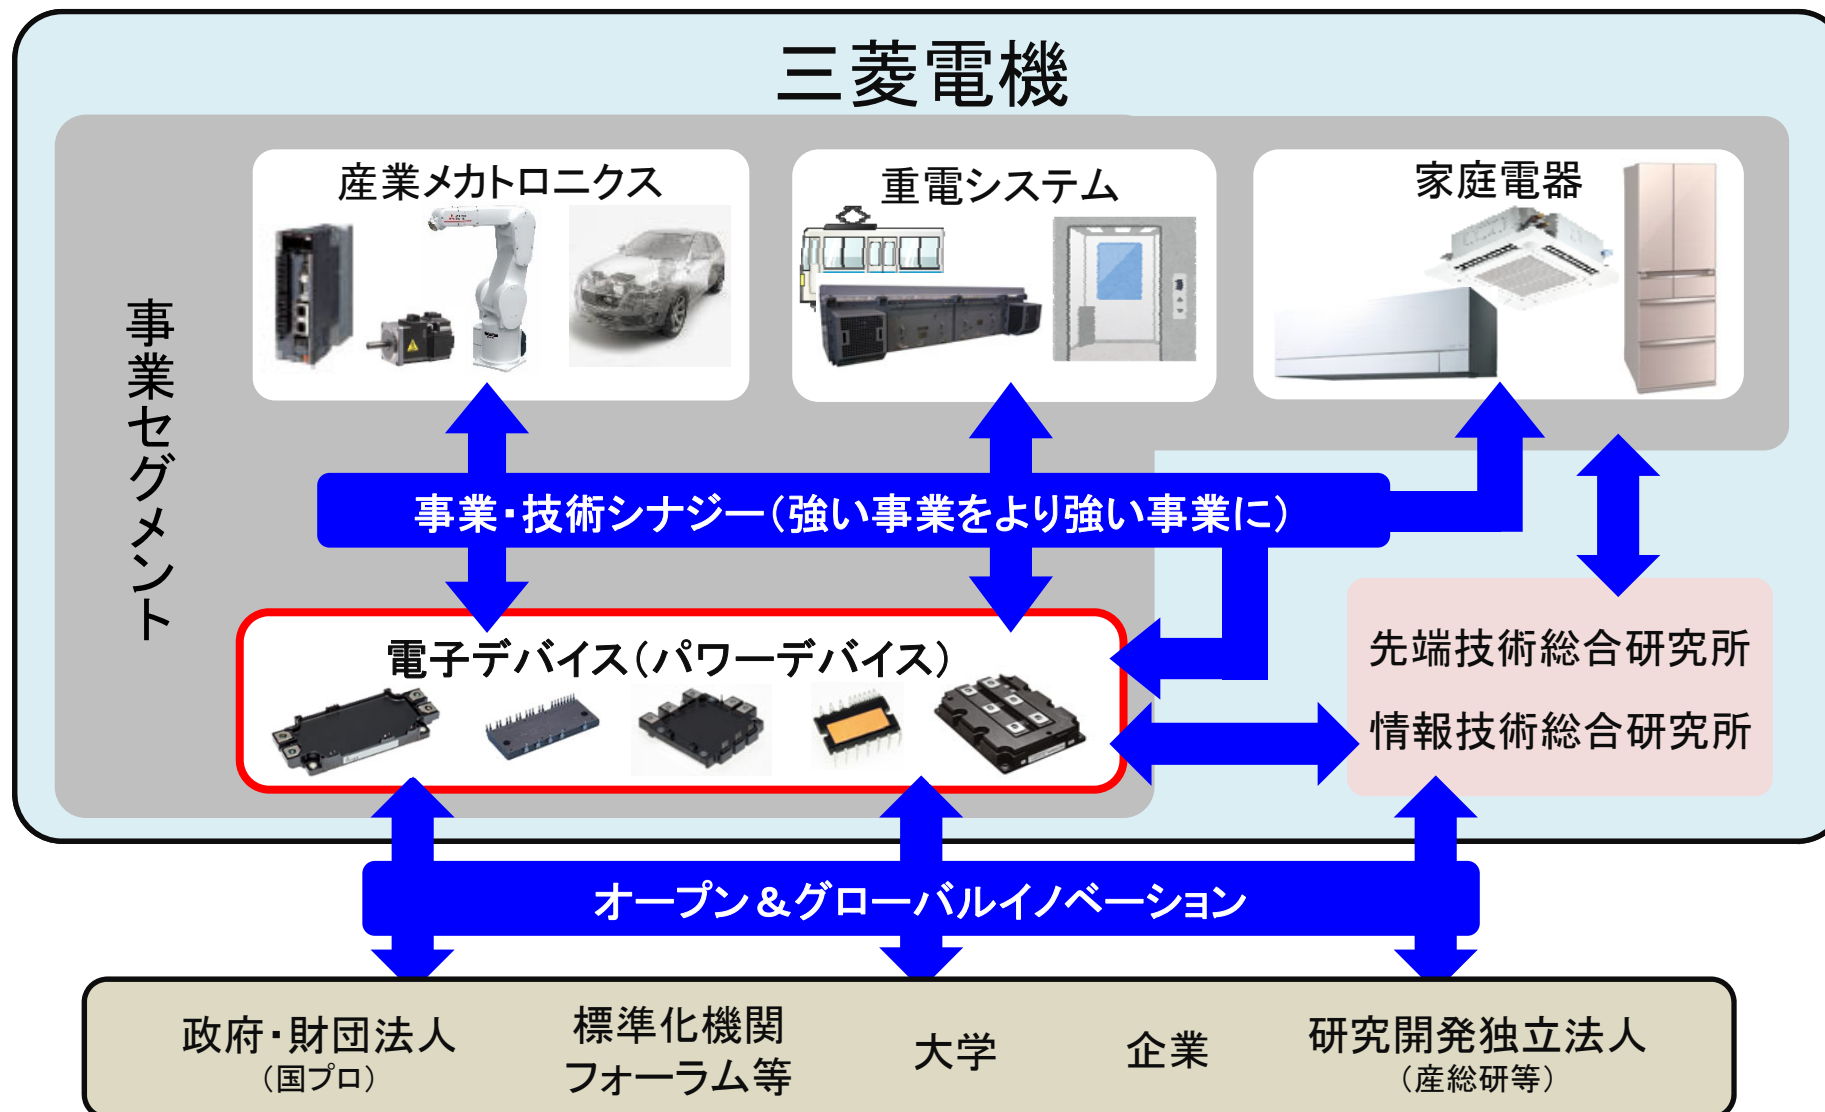 三菱電機
産業メカトロニクス
重電システム
家庭電器
事業セグメント
事業・技術シナジー（強い事業をより強い事業に）
電子デバイス（パワーデバイス）
先端技術総合研究所
情報技術総合研究所
オープン＆グローバルイノベーション
政府・財団法人
（国プロ）
標準化機関
フォーラム等
大学
企業
研究開発独立法人
（産総研等）